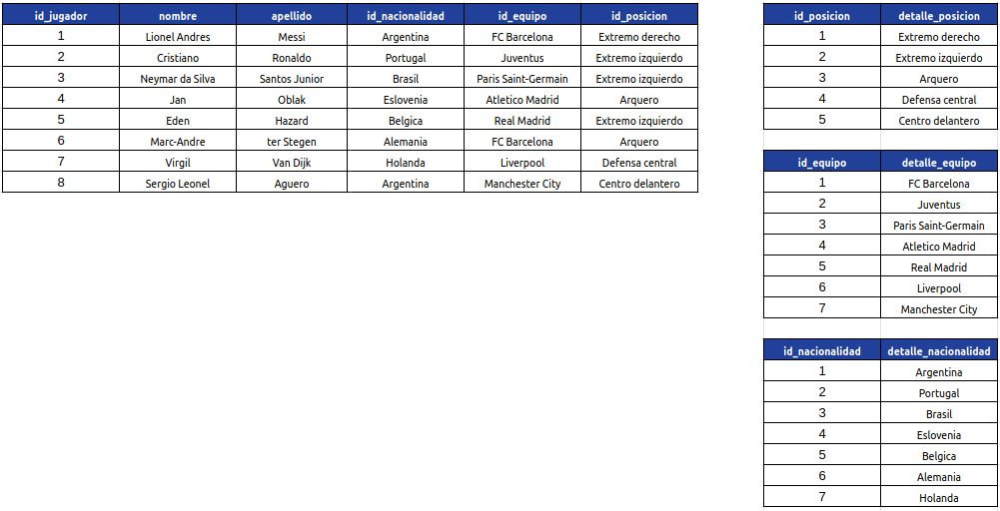 id_jugador nombre apellido id_nacionalidad id_equipo id_posicion
1 Lionel Andres Messi Argentina FC Barcelona Extremo derecho
2 Cristiano Ronaldo Portugal Juventus Extremo izquierdo
3 Neymar da Silva Santos Junior Brasil Paris Saint-Germain Extremo izquierdo
4 Jan Oblak Eslovenia Atletico Madrid Arquero
5 Eden Hazard Belgica Real Madrid Extremo izquierdo
6 Marc-Andre ter Stegen Alemania FC Barcelona Arquero
7 Virgil Van Dijk Holanda Liverpool Defensa central
8 Sergio Leonel Aguero Argentina Manchester City Centro delantero
id_posicion detalle_posicion
1 Extremo derecho
2 Extremo izquierdo
3 Arquero
4 Defensa central
5 Centro delantero
id_equipo detalle_equipo
1 FC Barcelona
2 Juventus
3 Paris Saint-Germain
4 Atletico Madrid
5 Real Madrid
6 Liverpool
7 Manchester City
id_nacionalidad detalle_nacionalidad
1 Argentina
2 Portugal
3 Brasil
4 Eslovenia
5 Belgica
6 Alemania
7 Holanda